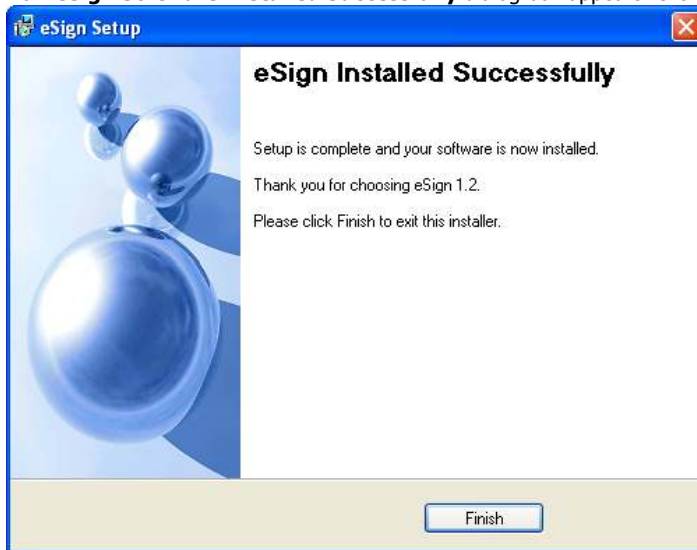 eSign Setup
eSign Installed Successfully
Setup is complete and your software is now installed.
Thank you for choosing eSign 1.2.
Please click Finish to exit this installer.
Finish